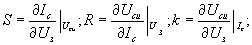 S = ∂I_c/∂U_з |_{U_си}; R = ∂U_си/∂I_c |_{U_з}; k = ∂U_си/∂U_з |_{I_c};